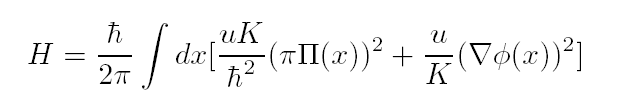 H = \frac{\hbar}{2\pi} \int dx [ \frac{uK}{\hbar^2} (\pi \Pi(x))^2 + \frac{u}{K} (\nabla \phi(x))^2 ]